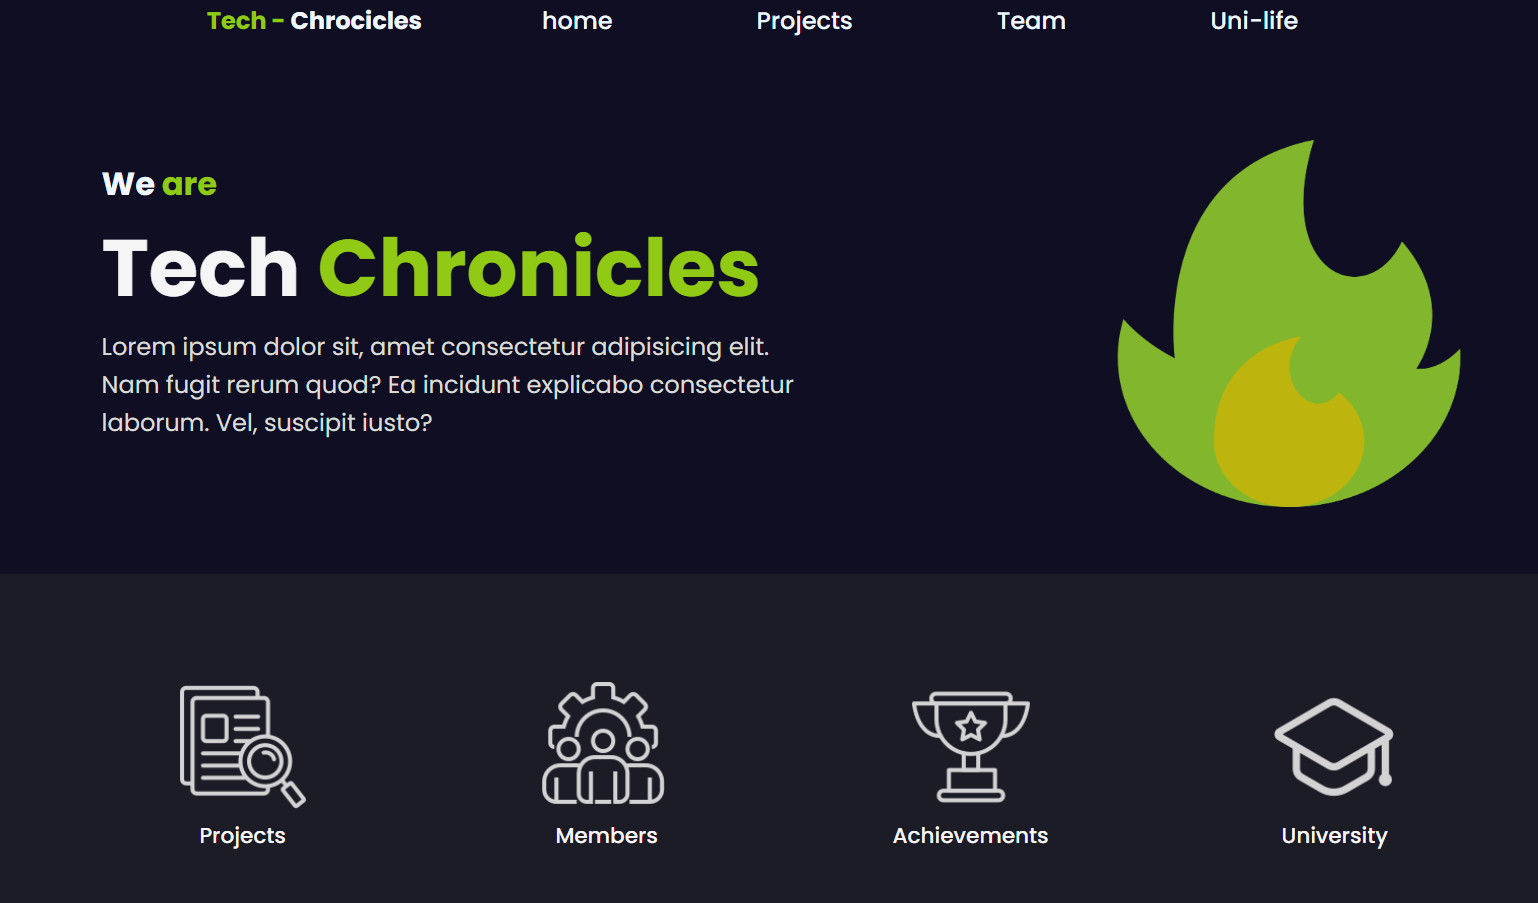 Tech - Chrocicles home Projects Team Uni-life
We are
Tech Chronicles
Lorem ipsum dolor sit, amet consectetur adipisicing elit.
Nam fugit rerum quod? Ea incidunt explicabo consectetur
laborum. Vel, suscipit iusto?
Projects Members Achievements University